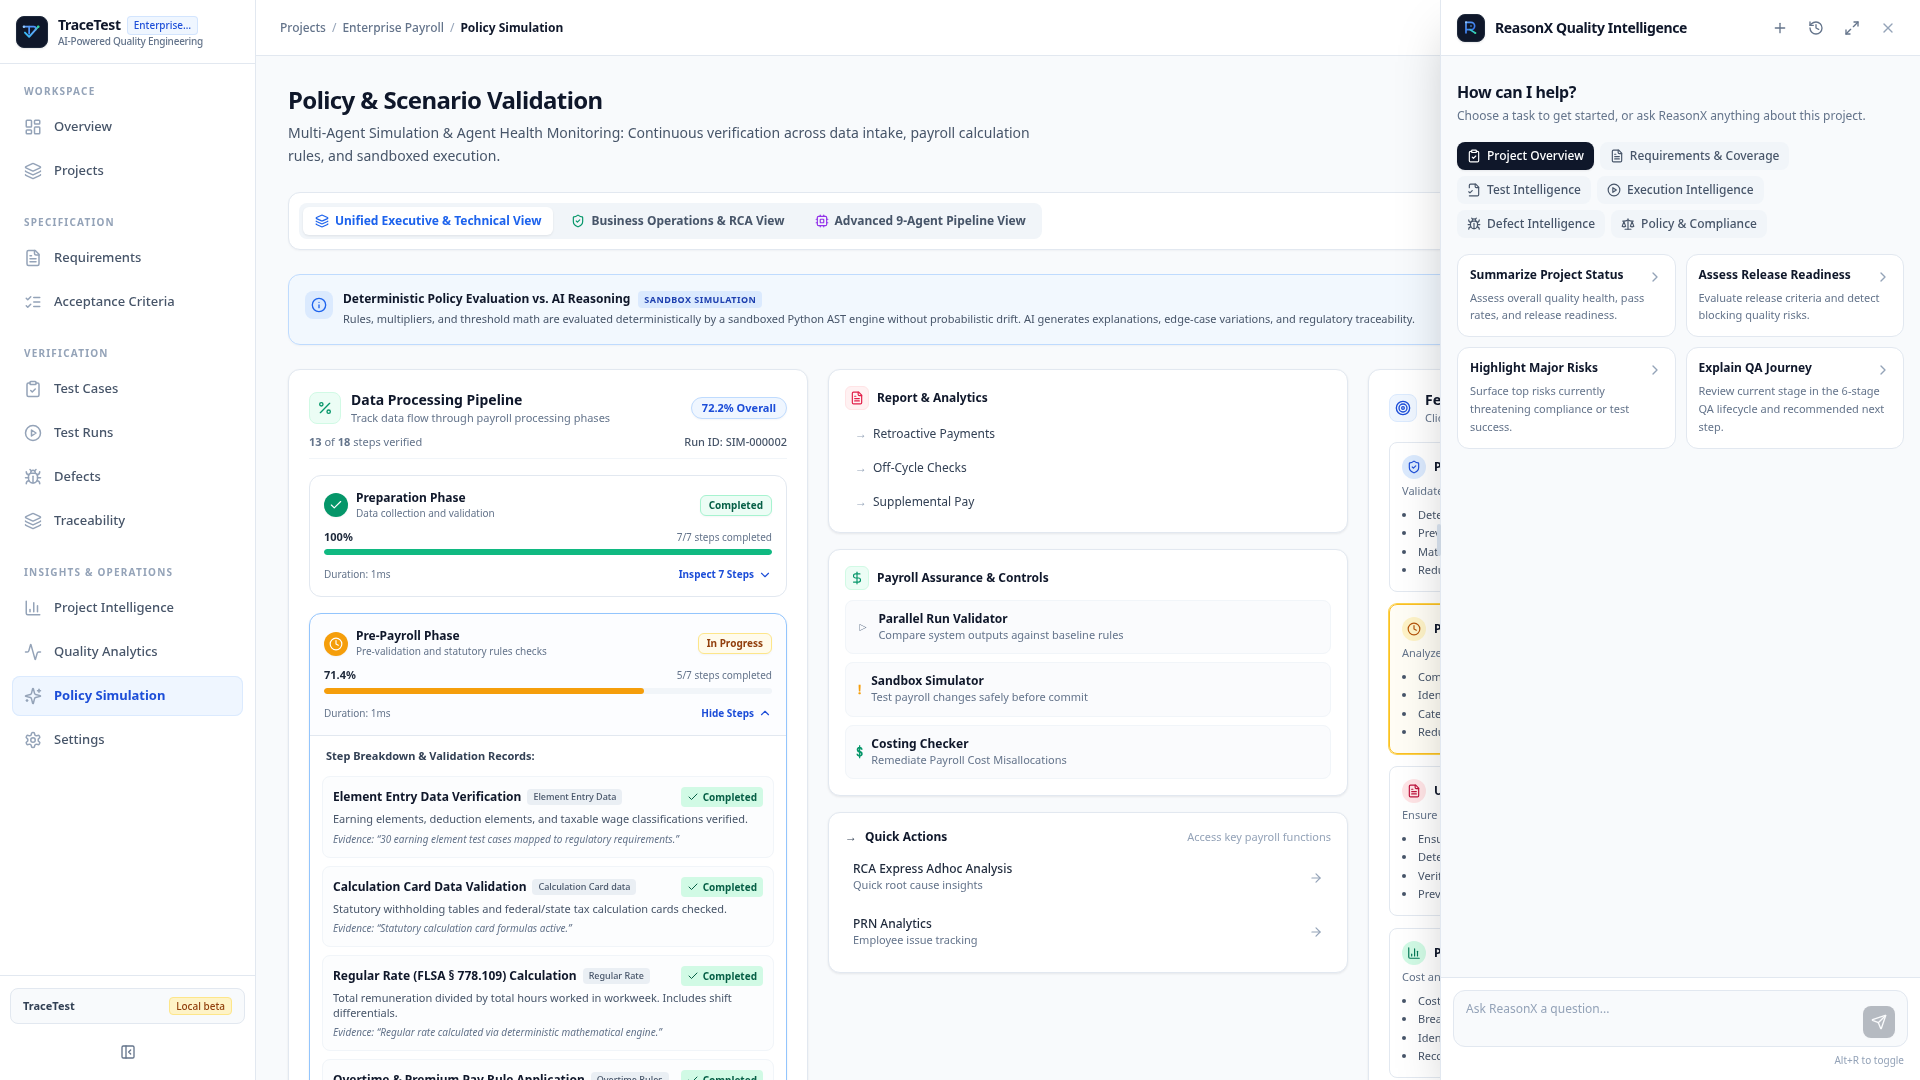 TraceTest Enterprise...
AI-Powered Quality Engineering
WORKSPACE
Overview
Projects
SPECIFICATION
Requirements
Acceptance Criteria
VERIFICATION
Test Cases
Test Runs
Defects
Traceability
INSIGHTS & OPERATIONS
Project Intelligence
Quality Analytics
Policy Simulation
Settings
TraceTest Local beta
Projects / Enterprise Payroll / Policy Simulation
Policy & Scenario Validation
Multi-Agent Simulation & Agent Health Monitoring: Continuous verification across data intake, payroll calculation
rules, and sandboxed execution.
Unified Executive & Technical View
Business Operations & RCA View
Advanced 9-Agent Pipeline View
Deterministic Policy Evaluation vs. AI Reasoning SANDBOX SIMULATION
Rules, multipliers, and threshold math are evaluated deterministically by a sandboxed Python AST engine without probabilistic drift. AI generates explanations, edge-case variations, and regulatory traceability.
Data Processing Pipeline
Track data flow through payroll processing phases
72.2% Overall
13 of 18 steps verified
Run ID: SIM-000002
Preparation Phase
Data collection and validation
Completed
100%
7/7 steps completed
Duration: 1ms
Inspect 7 Steps
Pre-Payroll Phase
Pre-validation and statutory rules checks
In Progress
71.4%
5/7 steps completed
Duration: 1ms
Hide Steps
Step Breakdown & Validation Records:
Element Entry Data Verification Element Entry Data Completed
Earning elements, deduction elements, and taxable wage classifications verified.
Evidence: “30 earning element test cases mapped to regulatory requirements.”
Calculation Card Data Validation Calculation Card data Completed
Statutory withholding tables and federal/state tax calculation cards checked.
Evidence: “Statutory calculation card formulas active.”
Regular Rate (FLSA § 778.109) Calculation Regular Rate Completed
Total remuneration divided by total hours worked in workweek. Includes shift
differentials.
Evidence: “Regular rate calculated via deterministic mathematical engine.”
Overtime & Premium Pay Rule Application Overtime Rules Completed
Report & Analytics
→ Retroactive Payments
→ Off-Cycle Checks
→ Supplemental Pay
Payroll Assurance & Controls
▷ Parallel Run Validator
Compare system outputs against baseline rules
! Sandbox Simulator
Test payroll changes safely before commit
$ Costing Checker
Remediate Payroll Cost Misallocations
→ Quick Actions
Access key payroll functions
RCA Express Adhoc Analysis
Quick root cause insights
PRN Analytics
Employee issue tracking
ReasonX Quality Intelligence
How can I help?
Choose a task to get started, or ask ReasonX anything about this project.
Project Overview
Requirements & Coverage
Test Intelligence
Execution Intelligence
Defect Intelligence
Policy & Compliance
Summarize Project Status
Assess overall quality health, pass
rates, and release readiness.
Assess Release Readiness
Evaluate release criteria and detect
blocking quality risks.
Highlight Major Risks
Surface top risks currently
threatening compliance or test
success.
Explain QA Journey
Review current stage in the 6-stage
QA lifecycle and recommended next
step.
Ask ReasonX a question...
Alt+R to toggle